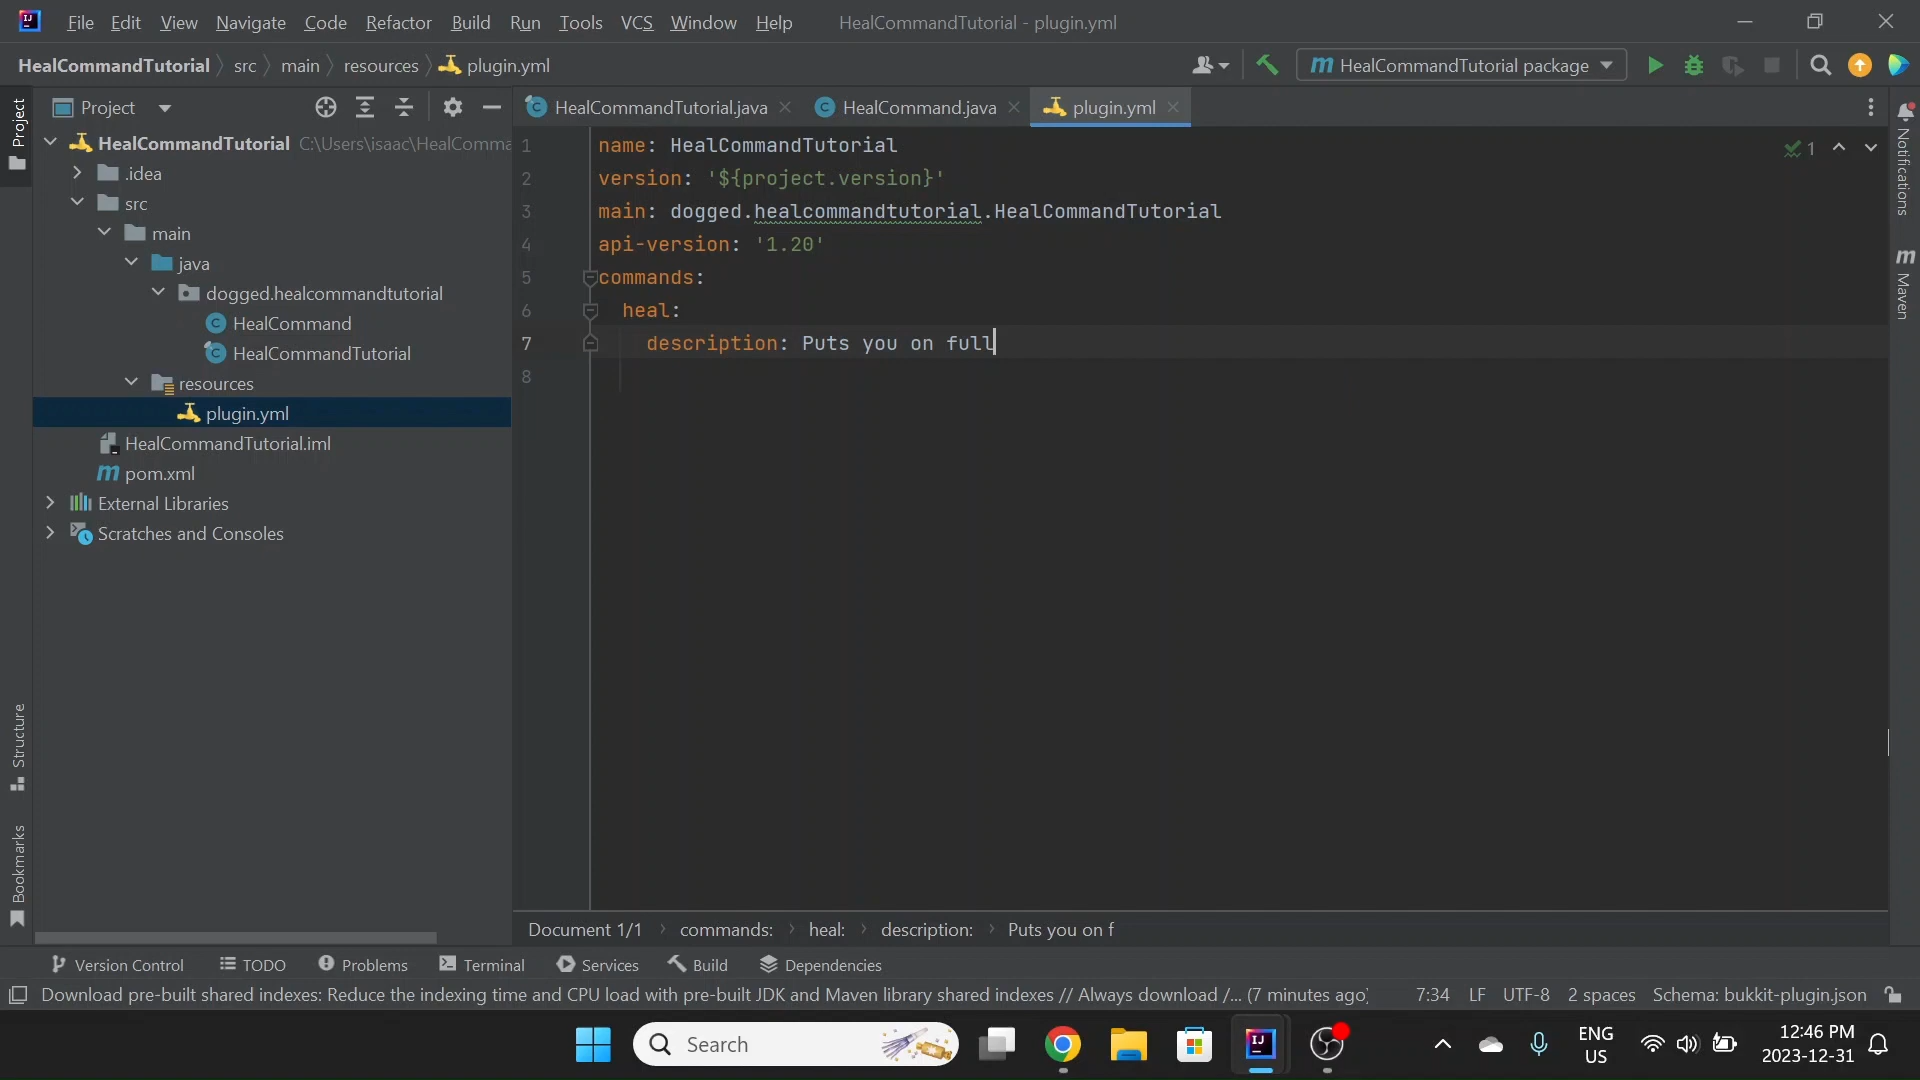 File Edit View Navigate Code Refactor Build Run Tools VCS Window Help HealCommandTutorial - plugin.yml
HealCommandTutorial src main resources plugin.yml
HealCommandTutorial package
Project
HealCommandTutorial.java HealCommand.java plugin.yml
HealCommandTutorial C:\Users\isaac\HealComma
.idea
src
main
java
dogged.healcommandtutorial
HealCommand
HealCommandTutorial
resources
plugin.yml
HealCommandTutorial.iml
pom.xml
External Libraries
Scratches and Consoles
1 name: HealCommandTutorial
2 version: '${project.version}'
3 main: dogged.healcommandtutorial.HealCommandTutorial
4 api-version: '1.20'
5 commands:
6 heal:
7 description: Puts you on full
8
1
Project
Structure
Bookmarks
Notifications
Maven
Document 1/1 commands: heal: description: Puts you on f
Version Control TODO Problems Terminal Services Build Dependencies
Download pre-built shared indexes: Reduce the indexing time and CPU load with pre-built JDK and Maven library shared indexes // Always download /... (7 minutes ago) 7:34 LF UTF-8 2 spaces Schema: bukkit-plugin.json
Search
ENG
US
12:46 PM
2023-12-31